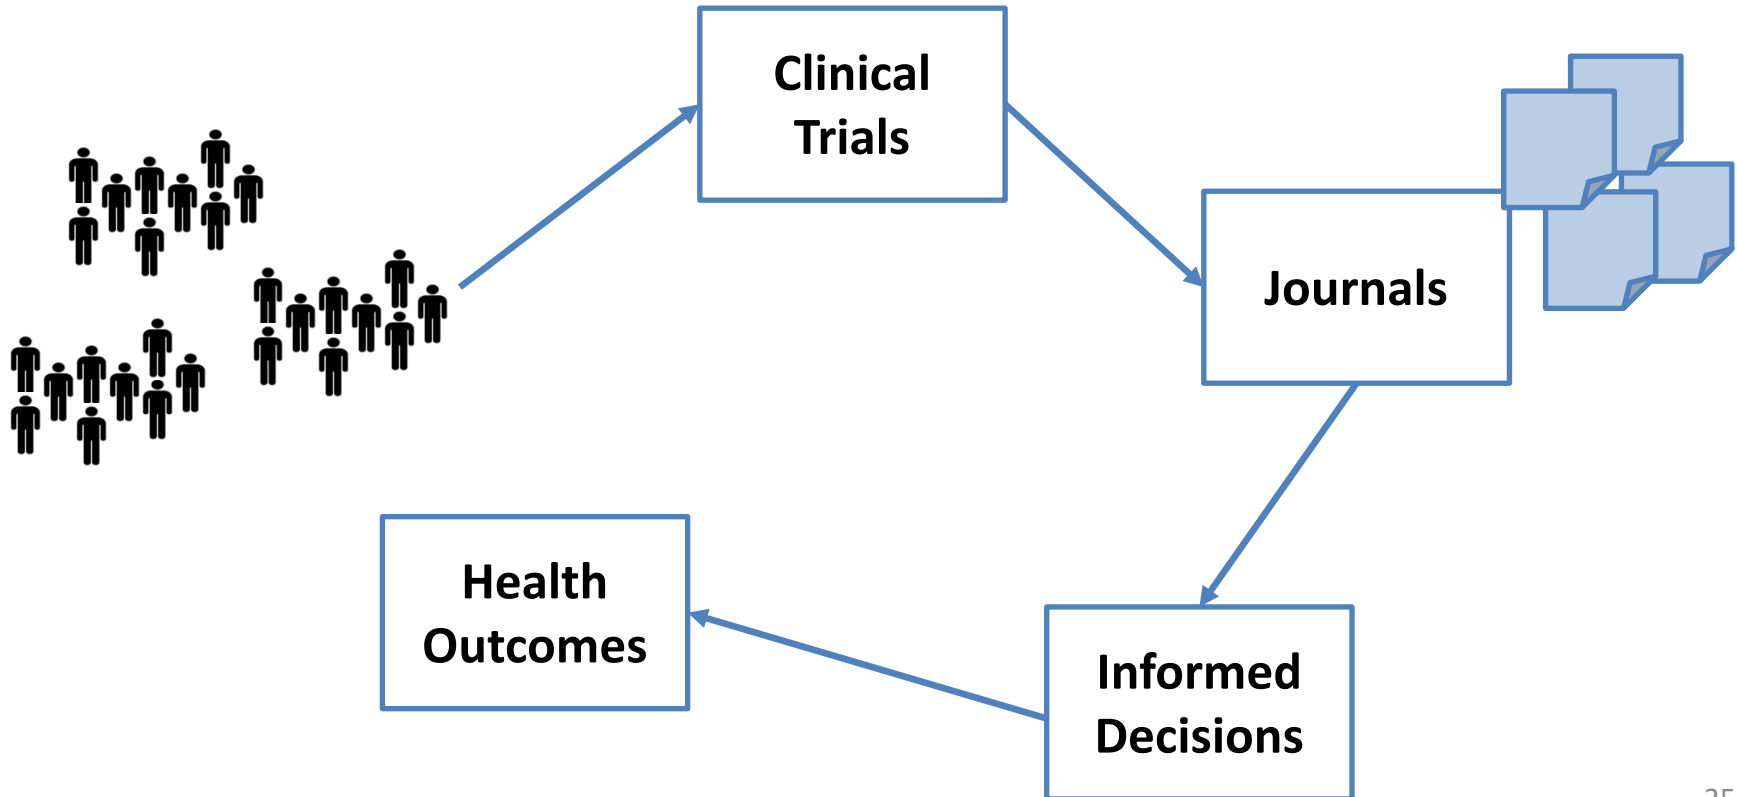 Clinical
Trials
Journals
Health
Outcomes
Informed
Decisions